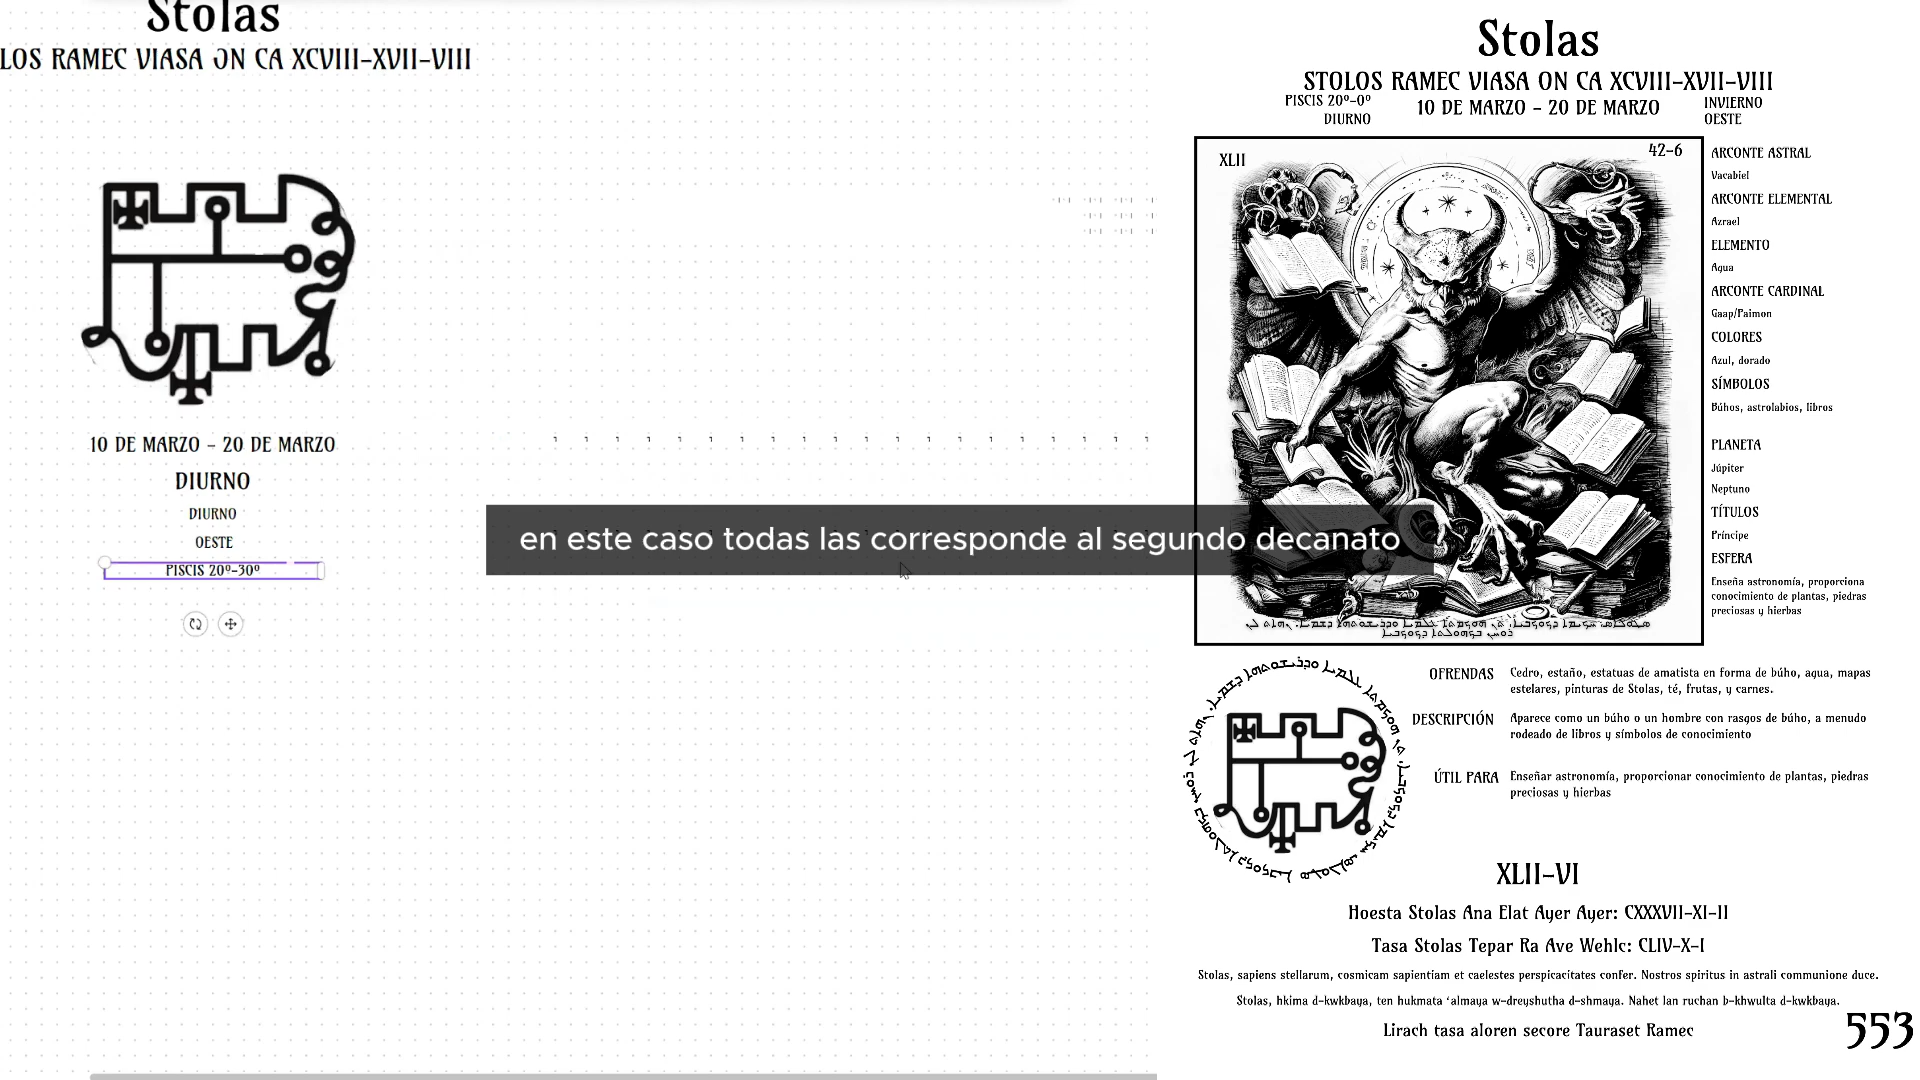 Stolas
LOS RAMEC VIASA ON CA XCVIII-XVII-VIII
10 DE MARZO - 20 DE MARZO
DIURNO
DIURNO
OESTE
PISCIS 20º-30º
en este caso todas las corresponde al segundo decanato
Stolas
STOLOS RAMEC VIASA ON CA XCVIII-XVII-VIII
PISCIS 20º-0º
DIURNO
10 DE MARZO - 20 DE MARZO
INVIERNO
OESTE
XLII
42-6
ARCONTE ASTRAL
Vacabiel
ARCONTE ELEMENTAL
Azrael
ELEMENTO
Agua
ARCONTE CARDINAL
Gaap/Paimon
COLORES
Azul, dorado
SÍMBOLOS
Búhos, astrolabios, libros
PLANETA
Júpiter
Neptuno
TÍTULOS
Príncipe
ESFERA
Enseña astronomía, proporciona
conocimiento de plantas, piedras
preciosas y hierbas
OFRENDAS
Cedro, estaño, estatuas de amatista en forma de búho, agua, mapas
estelares, pinturas de Stolas, té, frutas, y carnes.
DESCRIPCIÓN
Aparece como un búho o un hombre con rasgos de búho, a menudo
rodeado de libros y símbolos de conocimiento
ÚTIL PARA
Enseñar astronomía, proporcionar conocimiento de plantas, piedras
preciosas y hierbas
XLII-VI
Hoesta Stolas Ana Elat Ayer Ayer: CXXXVII-XI-II
Tasa Stolas Tepar Ra Ave Wehlc: CLIV-X-I
Stolas, sapiens stellarum, cosmicam sapientiam et caelestes perspicacitates confer. Nostros spiritus in astrali communione duce.
Stolas, hkima d-kwkbaya, ten hukmata ‘almaya w-dreyshutha d-shmaya. Nahet lan ruchan b-khwulta d-kwkbaya.
Lirach tasa aloren secore Tauraset Ramec
553